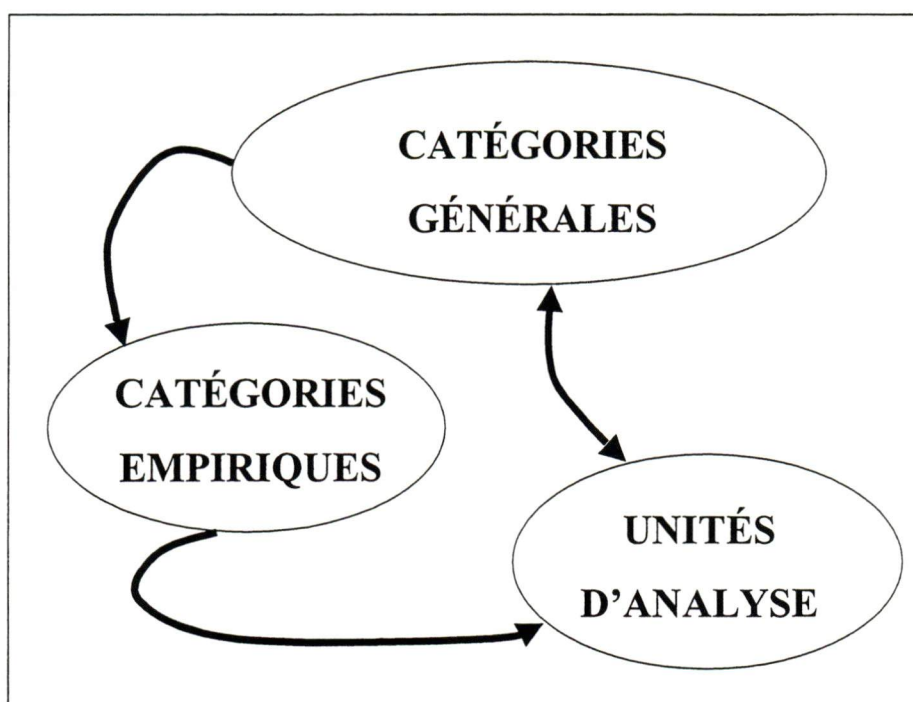 CATÉGORIES
GÉNÉRALES
CATÉGORIES
EMPIRIQUES
UNITÉS
D’ANALYSE